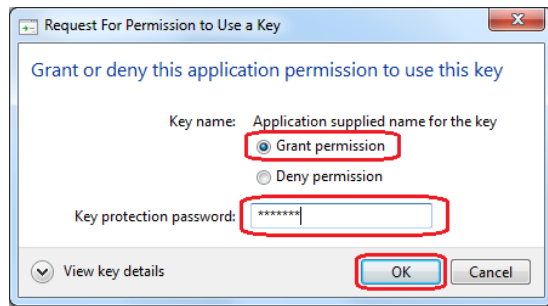 Request For Permission to Use a Key
Grant or deny this application permission to use this key
Key name: Application supplied name for the key
Grant permission
Deny permission
Key protection password: *******
View key details OK Cancel